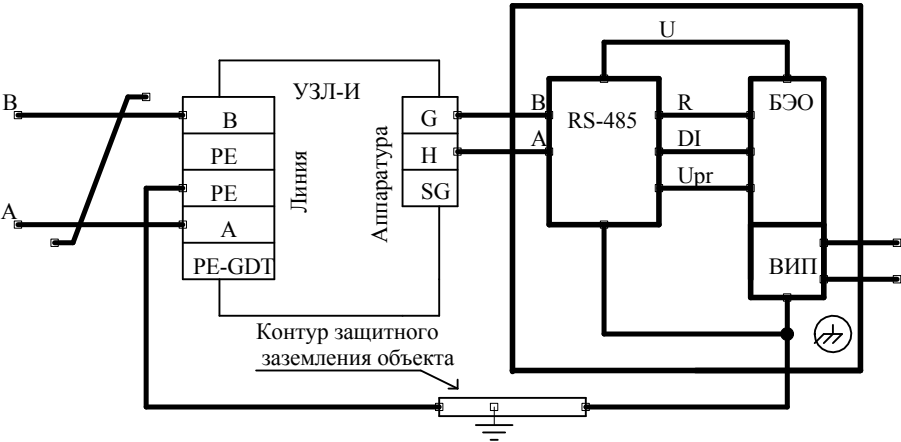 U
B
УЗЛ-И
B
RS-485
R
БЭО
B
G
A
DI
PE
H
Upr
PE
SG
A
A
PE-GDT
Линия
Аппаратура
ВИП
Контур защитного
заземления объекта